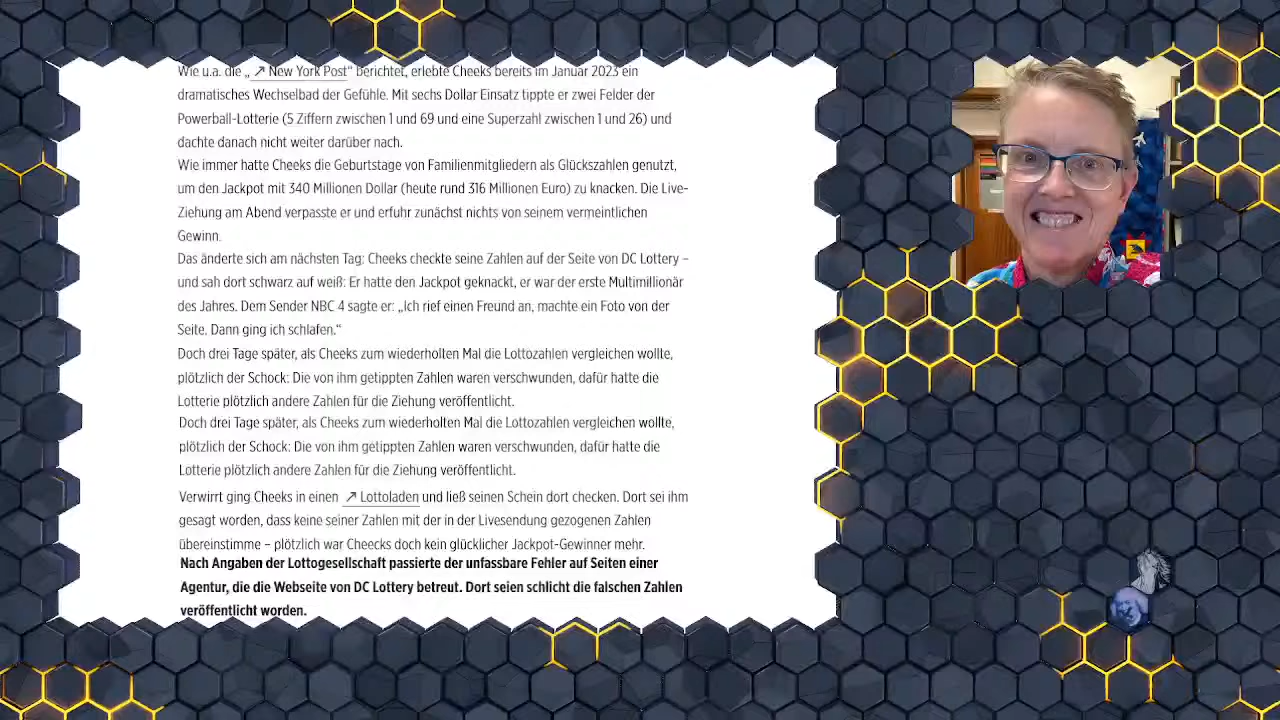 Wie u.a. die „ ↗ New York Post“ berichtet, erlebte Cheeks bereits im Januar 2023 ein
dramatisches Wechselbad der Gefühle. Mit sechs Dollar Einsatz tippte er zwei Felder der
Powerball-Lotterie (5 Ziffern zwischen 1 und 69 und eine Superzahl zwischen 1 und 26) und
dachte danach nicht weiter darüber nach.
Wie immer hatte Cheeks die Geburtstage von Familienmitgliedern als Glückszahlen genutzt,
um den Jackpot mit 340 Millionen Dollar (heute rund 316 Millionen Euro) zu knacken. Die Live-
Ziehung am Abend verpasste er und erfuhr zunächst nichts von seinem vermeintlichen
Gewinn.
Das änderte sich am nächsten Tag: Cheeks checkte seine Zahlen auf der Seite von DC Lottery –
und sah dort schwarz auf weiß: Er hatte den Jackpot geknackt, er war der erste Multimillionär
des Jahres. Dem Sender NBC 4 sagte er: „Ich rief einen Freund an, machte ein Foto von der
Seite. Dann ging ich schlafen.“
Doch drei Tage später, als Cheeks zum wiederholten Mal die Lottozahlen vergleichen wollte,
plötzlich der Schock: Die von ihm getippten Zahlen waren verschwunden, dafür hatte die
Lotterie plötzlich andere Zahlen für die Ziehung veröffentlicht.
Doch drei Tage später, als Cheeks zum wiederholten Mal die Lottozahlen vergleichen wollte,
plötzlich der Schock: Die von ihm getippten Zahlen waren verschwunden, dafür hatte die
Lotterie plötzlich andere Zahlen für die Ziehung veröffentlicht.
Verwirrt ging Cheeks in einen ↗ Lottoladen und ließ seinen Schein dort checken. Dort sei ihm
gesagt worden, dass keine seiner Zahlen mit der in der Livesendung gezogenen Zahlen
übereinstimme – plötzlich war Cheecks doch kein glücklicher Jackpot-Gewinner mehr.
Nach Angaben der Lottogesellschaft passierte der unfassbare Fehler auf Seiten einer
Agentur, die die Webseite von DC Lottery betreut. Dort seien schlicht die falschen Zahlen
veröffentlicht worden.